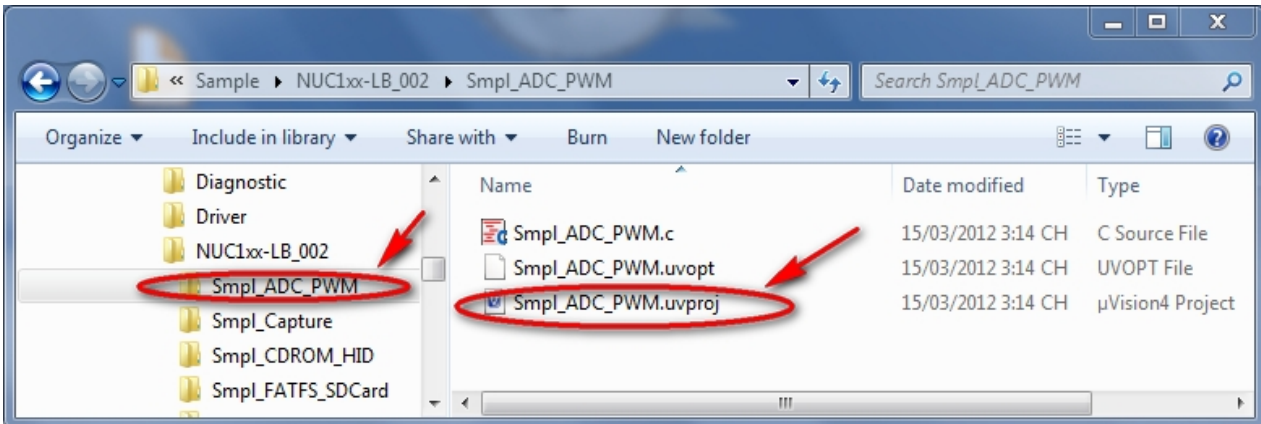 « Sample ▸ NUC1xx-LB_002 ▸ Smpl_ADC_PWM
Search Smpl_ADC_PWM
Organize Include in library Share with Burn New folder
Diagnostic
Driver
NUC1xx-LB_002
Smpl_ADC_PWM
Smpl_Capture
Smpl_CDROM_HID
Smpl_FATFS_SDCard
Name Date modified Type
Smpl_ADC_PWM.c 15/03/2012 3:14 CH C Source File
Smpl_ADC_PWM.uvopt 15/03/2012 3:14 CH UVOPT File
Smpl_ADC_PWM.uvproj 15/03/2012 3:14 CH µVision4 Project